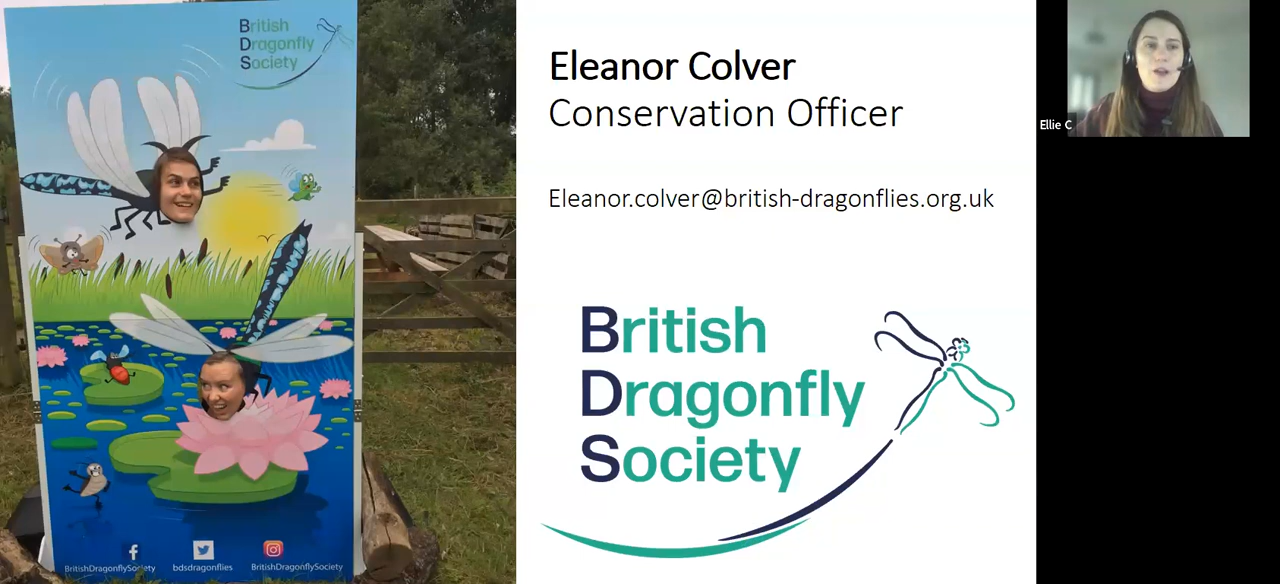 British
Dragonfly
Society
BritishDragonflySociety
bdsdragonflies
BritishDragonflySociety
Eleanor Colver
Conservation Officer
Eleanor.colver@british-dragonflies.org.uk
British
Dragonfly
Society
Ellie C